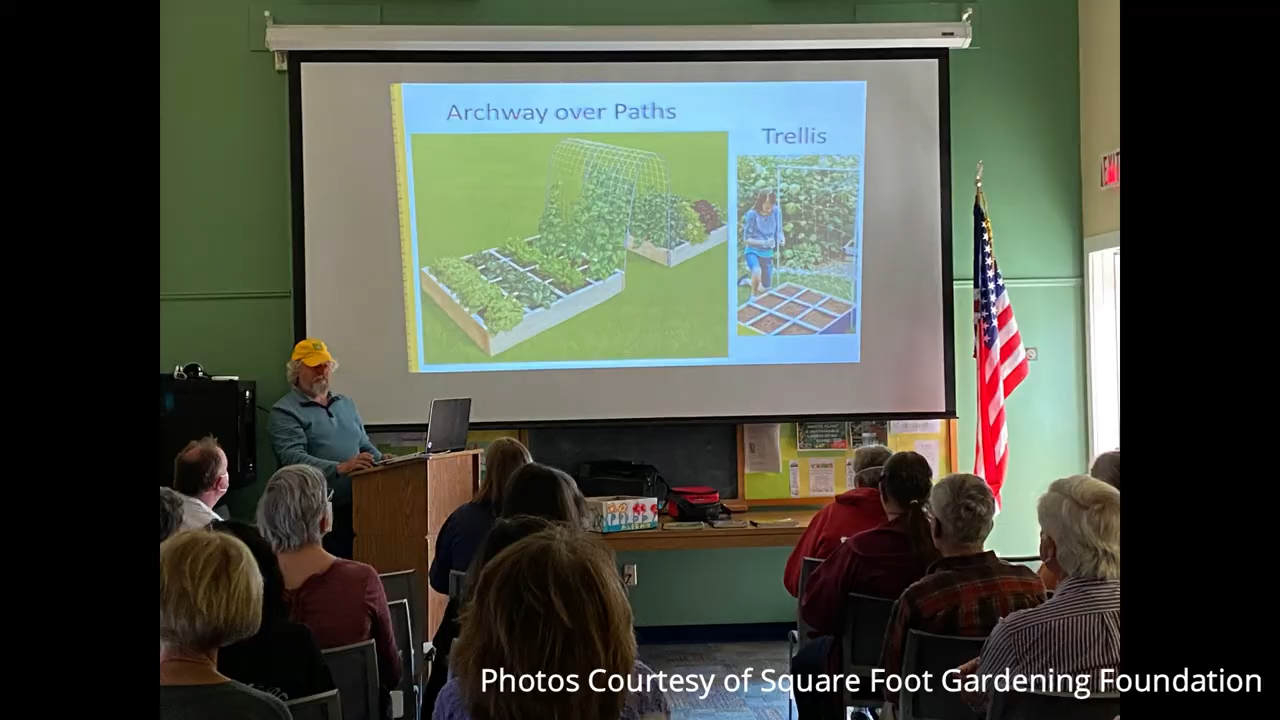 Archway over Paths
Trellis
Photos Courtesy of Square Foot Gardening Foundation